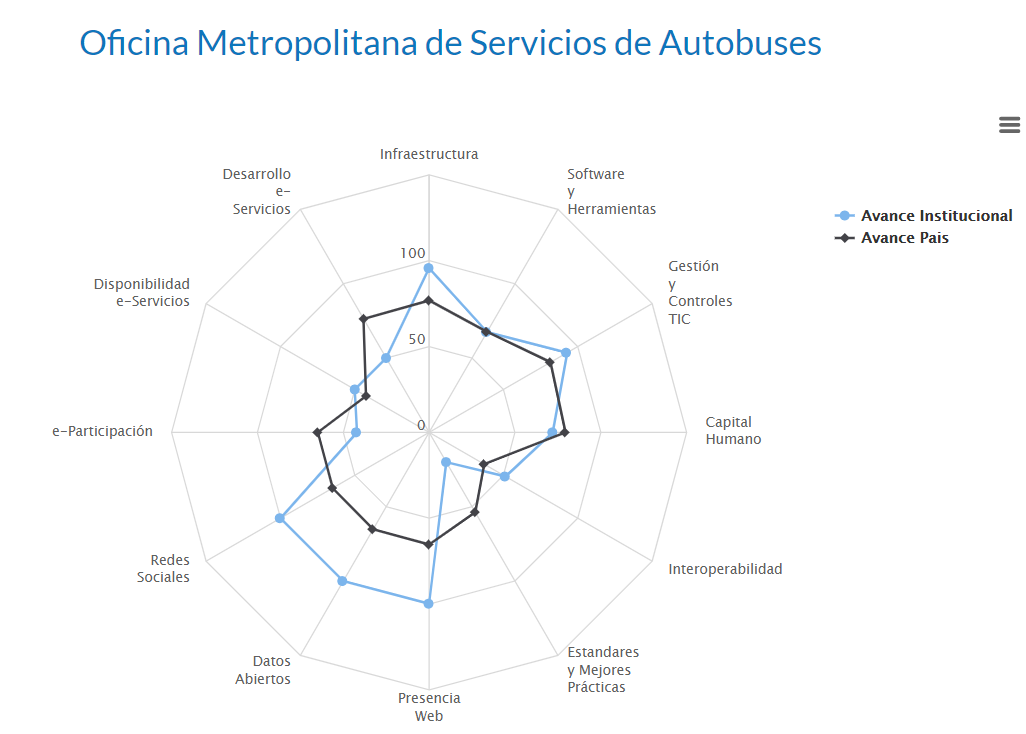 Oficina Metropolitana de Servicios de Autobuses
Infraestructura
Software
y
Herramientas
Gestión
y
Controles
TIC
Capital
Humano
Interoperabilidad
Estandares
y Mejores
Prácticas
Presencia
Web
Datos
Abiertos
Redes
Sociales
e-Participación
Disponibilidad
e-Servicios
Desarrollo
e-
Servicios
100
50
0
Avance Institucional
Avance Pais